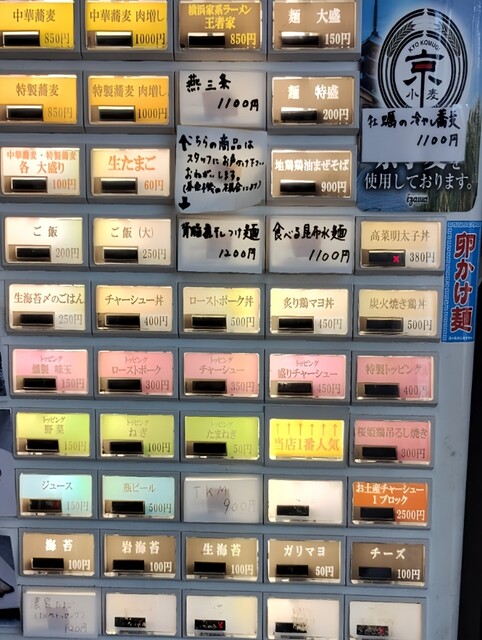 中華蕎麦
850円
中華蕎麦 肉増し
1000円
横浜家系ラーメン
王者家
850円
麺 大盛
150円
KYO KOMUGI
京
小麦
特製蕎麦
850円
特製蕎麦 肉増し
1000円
燕三条
1100円
麺 特盛
200円
牡蠣の冷やし蕎麦
1100円
を
使用しております。
中華蕎麦・特製蕎麦
各 大盛り
100円
生たまご
60円
こちらの商品は
スタッフにお声のけ下さい
おねがいします。
地鶏鶏油まぜそば
900円
ご飯
200円
ご飯(大)
250円
つけ麺
1200円
食べる昆布水麺
1100円
高菜明太子丼
380円
卵かけ麺
生海苔〆のごはん
250円
チャーシュー丼
400円
ローストポーク丼
500円
炙り鶏マヨ丼
450円
炭火焼き鶏丼
500円
トッピング
燻製 味玉
150円
トッピング
ローストポーク
300円
トッピング
チャーシュー
350円
トッピング
盛りチャーシュー
450円
特製トッピング
400円
トッピング
野菜
150円
トッピング
ねぎ
100円
トッピング
たまねぎ
50円
当店1番人気
桜姫鶏吊るし焼き
300円
ジュース
150円
瓶ビール
500円
TKM
900円
お土産チャーシュー
1ブロック
2500円
海苔
100円
岩海苔
100円
生海苔
100円
ガリマヨ
50円
チーズ
100円
120円